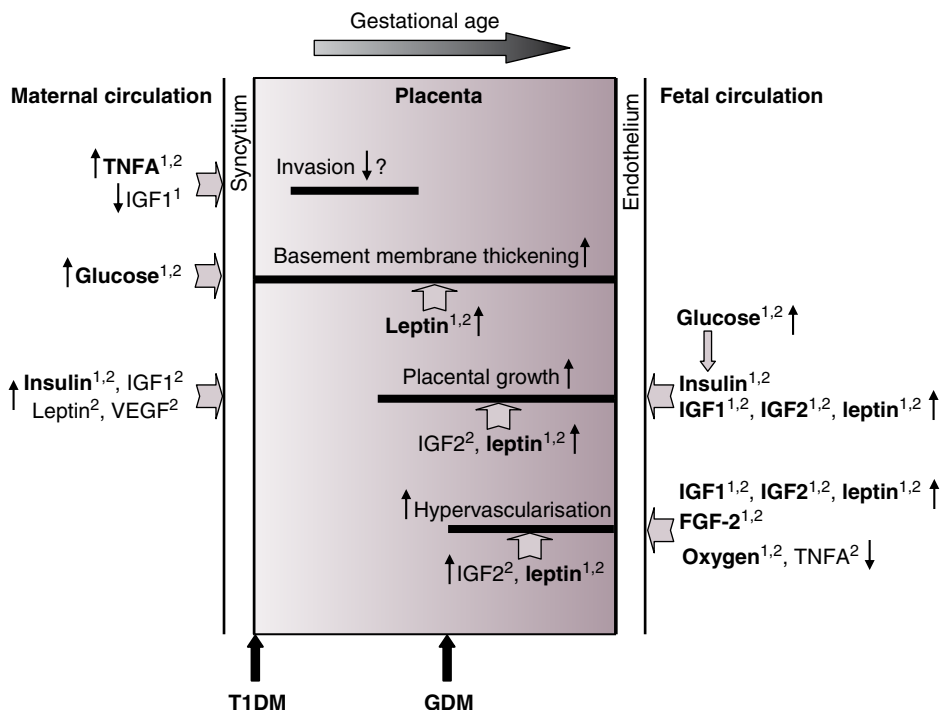 Gestational age
Maternal circulation
Placenta
Fetal circulation
Syncytium
Endothelium
↑TNFA1,2
↓IGF11
Invasion ↓?
Basement membrane thickening↑
↑Glucose1,2
Leptin1,2↑
Glucose1,2↑
↑Insulin1,2, IGF12
Leptin2, VEGF2
Placental growth↑
Insulin1,2
IGF11,2, IGF21,2, leptin1,2↑
IGF22, leptin1,2↑
↑Hypervascularisation
IGF11,2, IGF21,2, leptin1,2↑
FGF-21,2
Oxygen1,2, TNFA2↓
↑IGF22, leptin1,2
T1DM
GDM